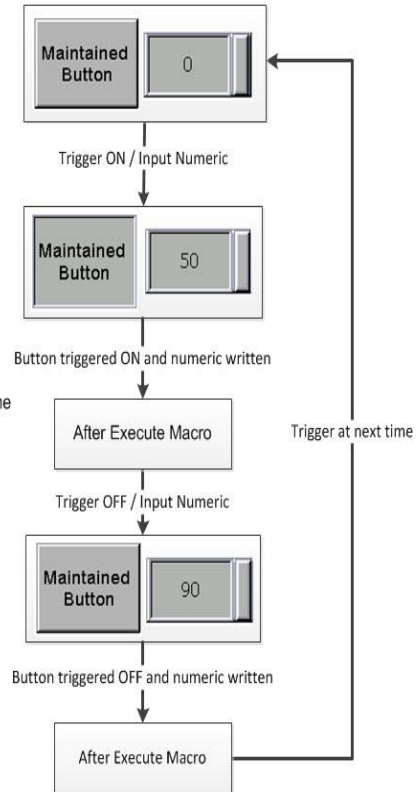 Maintained
Button
0
Trigger ON / Input Numeric
Maintained
Button
50
Button triggered ON and numeric written
After Execute Macro
Trigger at next time
Trigger OFF / Input Numeric
Maintained
Button
90
Button triggered OFF and numeric written
After Execute Macro